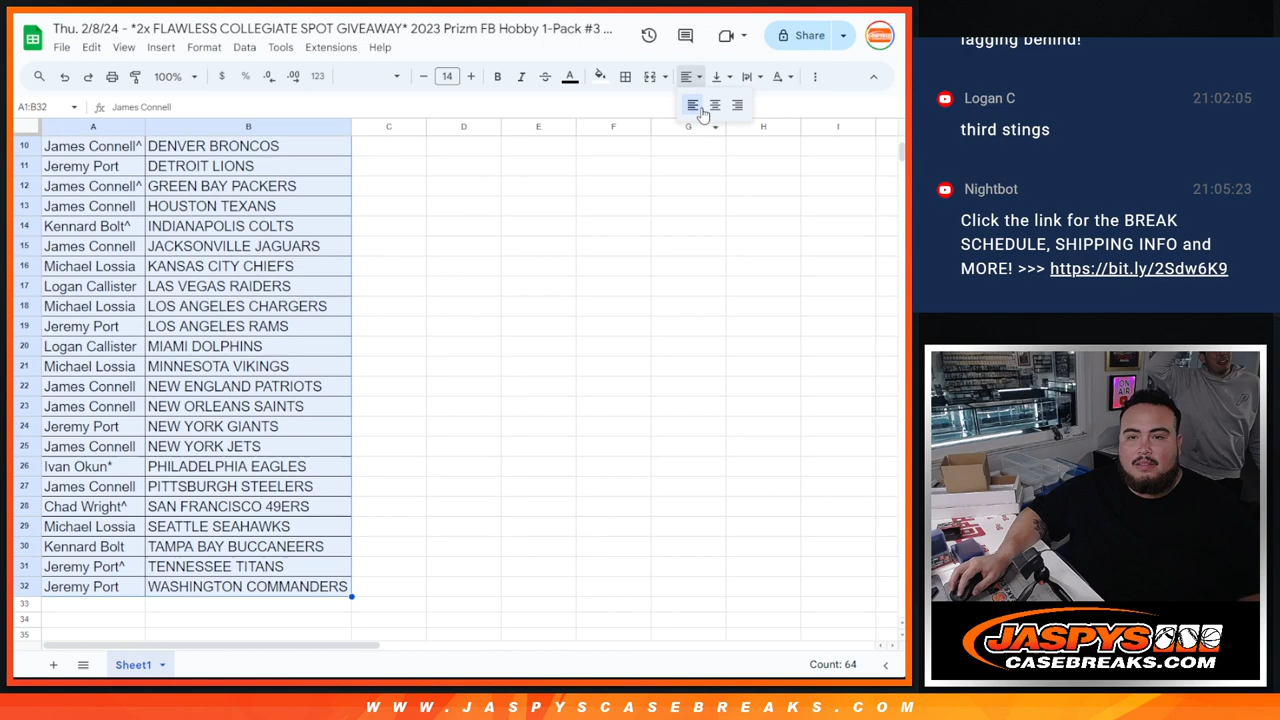 Thu. 2/8/24 - *2x FLAWLESS COLLEGIATE SPOT GIVEAWAY* 2023 Prizm FB Hobby 1-Pack #3 ...
File Edit View Insert Format Data Tools Extensions Help
Share
100% $ % .0 .00 123 14 B I A
A1:B32 fx James Connell
A B C D E F G H I
10 James Connell^ DENVER BRONCOS
11 Jeremy Port DETROIT LIONS
12 James Connell^ GREEN BAY PACKERS
13 James Connell HOUSTON TEXANS
14 Kennard Bolt^ INDIANAPOLIS COLTS
15 James Connell JACKSONVILLE JAGUARS
16 Michael Lossia KANSAS CITY CHIEFS
17 Logan Callister LAS VEGAS RAIDERS
18 Michael Lossia LOS ANGELES CHARGERS
19 Jeremy Port LOS ANGELES RAMS
20 Logan Callister MIAMI DOLPHINS
21 Michael Lossia MINNESOTA VIKINGS
22 James Connell NEW ENGLAND PATRIOTS
23 James Connell NEW ORLEANS SAINTS
24 Jeremy Port NEW YORK GIANTS
25 James Connell NEW YORK JETS
26 Ivan Okun* PHILADELPHIA EAGLES
27 James Connell PITTSBURGH STEELERS
28 Chad Wright^ SAN FRANCISCO 49ERS
29 Michael Lossia SEATTLE SEAHAWKS
30 Kennard Bolt TAMPA BAY BUCCANEERS
31 Jeremy Port^ TENNESSEE TITANS
32 Jeremy Port WASHINGTON COMMANDERS
33
34
35
Sheet1
Count: 64
lagging behind!
Logan C 21:02:05
third stings
Nightbot 21:05:23
Click the link for the BREAK
SCHEDULE, SHIPPING INFO and
MORE! >>> https://bit.ly/2Sdw6K9
ON AIR
JASPYS
CASEBREAKS.COM
WWW.JASPYSCASEBREAKS.COM